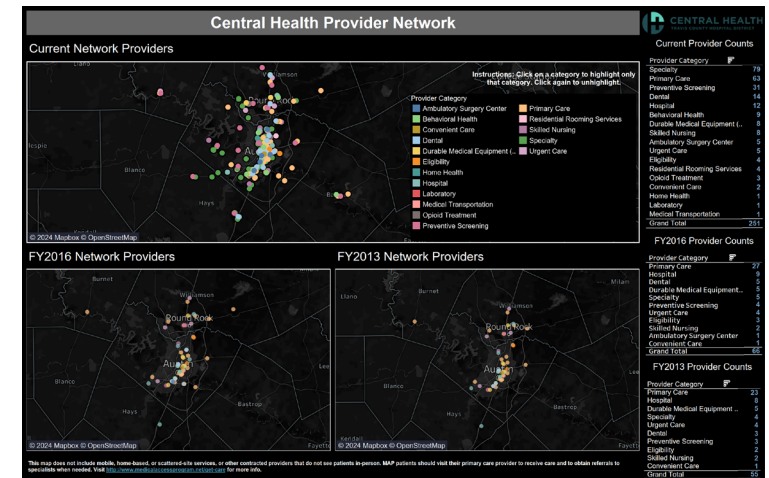 Central Health Provider Network
CENTRAL HEALTH
Current Network Providers
Instructions: Click on a category to highlight only
that category. Click again to unhighlight.
Provider Category
Ambulatory Surgery Center
Behavioral Health
Convenient Care
Dental
Durable Medical Equipment (..
Eligibility
Home Health
Hospital
Laboratory
Medical Transportation
Opioid Treatment
Preventive Screening
Primary Care
Residential Rooming Services
Skilled Nursing
Specialty
Urgent Care
Llano
Williamson
Round Rock
Blanco
Hays
© 2024 Mapbox © OpenStreetMap
FY2016 Network Providers
Burnet
Williamson
Round Rock
Austin
Lee
Blanco
Hays
Bastrop
Fayett
© 2024 Mapbox © OpenStreetMap
FY2013 Network Providers
Milam
Burnet
Llano
Williamson
Round Rock
Austin
Lee
Blanco
Hays
Bastrop
Kendall
Fayette
© 2024 Mapbox © OpenStreetMap
Current Provider Counts
Provider Category
Specialty 79
Primary Care 63
Preventive Screening 31
Dental 14
Hospital 12
Behavioral Health 9
Durable Medical Equipment (.. 8
Skilled Nursing 8
Ambulatory Surgery Center 5
Urgent Care 5
Eligibility 4
Residential Rooming Services 4
Opioid Treatment 3
Convenient Care 2
Home Health 1
Laboratory 1
Medical Transportation 1
Grand Total 251
FY2016 Provider Counts
Provider Category
Primary Care 27
Hospital 9
Dental 5
Durable Medical Equipment.. 5
Specialty 5
Preventive Screening 4
Urgent Care 4
Eligibility 3
Skilled Nursing 2
Ambulatory Surgery Center 1
Convenient Care 1
Grand Total 66
FY2013 Provider Counts
Provider Category
Primary Care 23
Hospital 8
Durable Medical Equipment .. 5
Specialty 4
Urgent Care 4
Dental 3
Preventive Screening 3
Eligibility 2
Skilled Nursing 2
Convenient Care 1
Grand Total 55
This map does not include mobile, home-based, or scattered-site services, or other contracted providers that do not see patients in-person. MAP patients should visit their primary care provider to receive care and to obtain referrals to
specialists when needed. Visit http://www.medicalaccessprogram.net/get-care for more info.